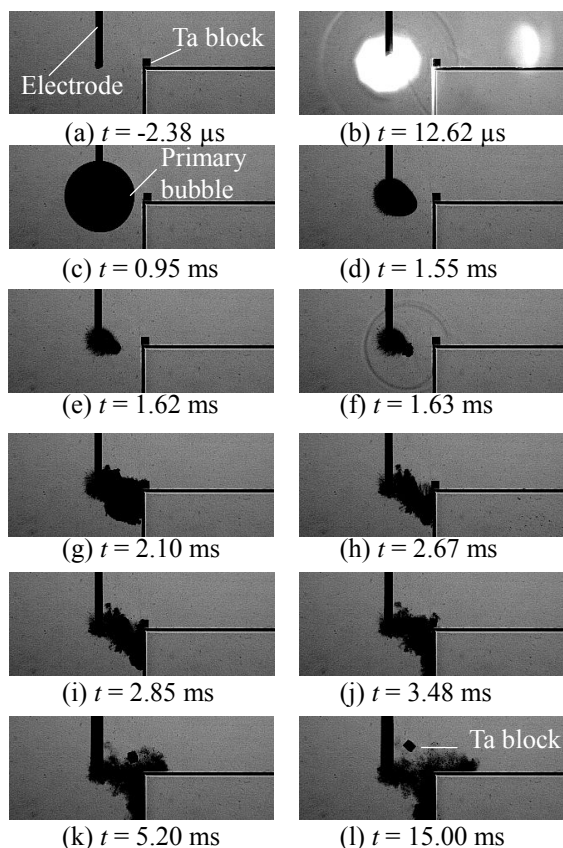 Ta block
Electrode
(a) t = -2.38 µs
(b) t = 12.62 µs
Primary
bubble
(c) t = 0.95 ms
(d) t = 1.55 ms
(e) t = 1.62 ms
(f) t = 1.63 ms
(g) t = 2.10 ms
(h) t = 2.67 ms
(i) t = 2.85 ms
(j) t = 3.48 ms
Ta block
(k) t = 5.20 ms
(l) t = 15.00 ms